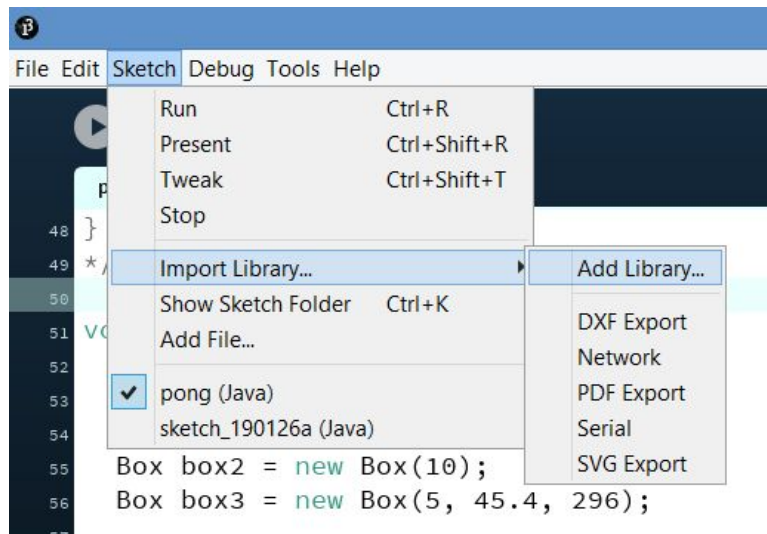 File Edit Sketch Debug Tools Help
Run Ctrl+R
Present Ctrl+Shift+R
Tweak Ctrl+Shift+T
Stop
Import Library...
Show Sketch Folder Ctrl+K
Add File...
pong (Java)
sketch_190126a (Java)
Add Library...
DXF Export
Network
PDF Export
Serial
SVG Export
p
48 }
49 */
50
51 vo
52
53
54
55 Box box2 = new Box(10);
56 Box box3 = new Box(5, 45.4, 296);